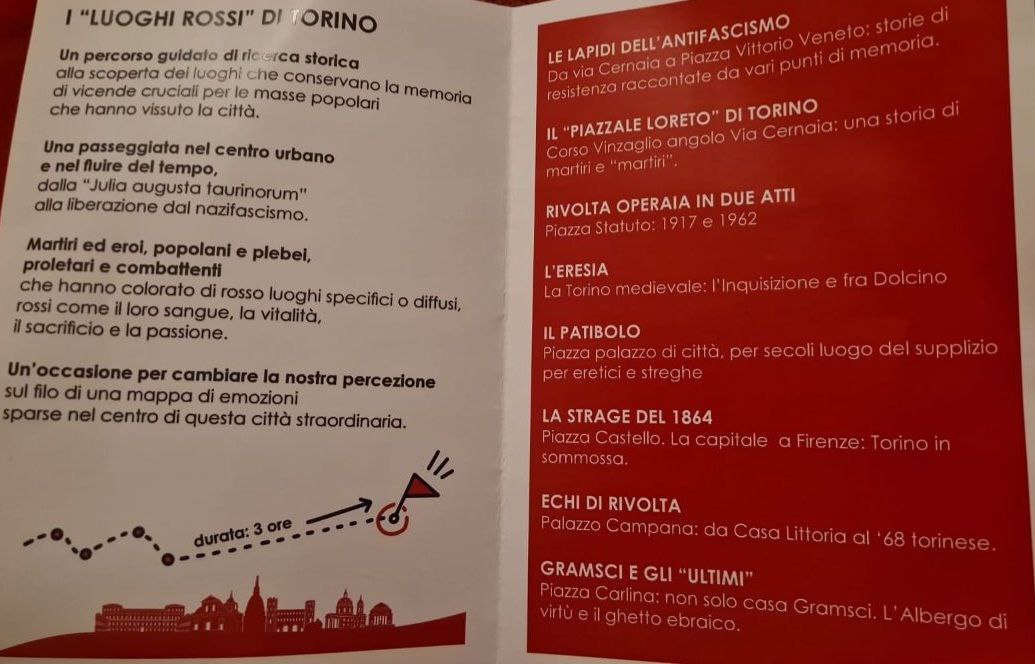 I "LUOGHI ROSSI" DI TORINO
Un percorso guidato di ricerca storica
alla scoperta dei luoghi che conservano la memoria
di vicende cruciali per le masse popolari
che hanno vissuto la città.
Una passeggiata nel centro urbano
e nel fluire del tempo,
dalla "Julia augusta taurinorum"
alla liberazione dal nazifascismo.
Martiri ed eroi, popolani e plebei,
proletari e combattenti
che hanno colorato di rosso luoghi specifici o diffusi,
rossi come il loro sangue, la vitalità,
il sacrificio e la passione.
Un'occasione per cambiare la nostra percezione
sul filo di una mappa di emozioni
sparse nel centro di questa città straordinaria.
durata: 3 ore
LE LAPIDI DELL'ANTIFASCISMO
Da via Cernaia a Piazza Vittorio Veneto: storie di
resistenza raccontate da vari punti di memoria.
IL "PIAZZALE LORETO" DI TORINO
Corso Vinzaglio angolo Via Cernaia: una storia di
martiri e "martiri".
RIVOLTA OPERAIA IN DUE ATTI
Piazza Statuto: 1917 e 1962
L'ERESIA
La Torino medievale: l'Inquisizione e fra Dolcino
IL PATIBOLO
Piazza palazzo di città, per secoli luogo del supplizio
per eretici e streghe
LA STRAGE DEL 1864
Piazza Castello. La capitale a Firenze: Torino in
sommossa.
ECHI DI RIVOLTA
Palazzo Campana: da Casa Littoria al '68 torinese.
GRAMSCI E GLI "ULTIMI"
Piazza Carlina: non solo casa Gramsci. L'Albergo di
virtù e il ghetto ebraico.